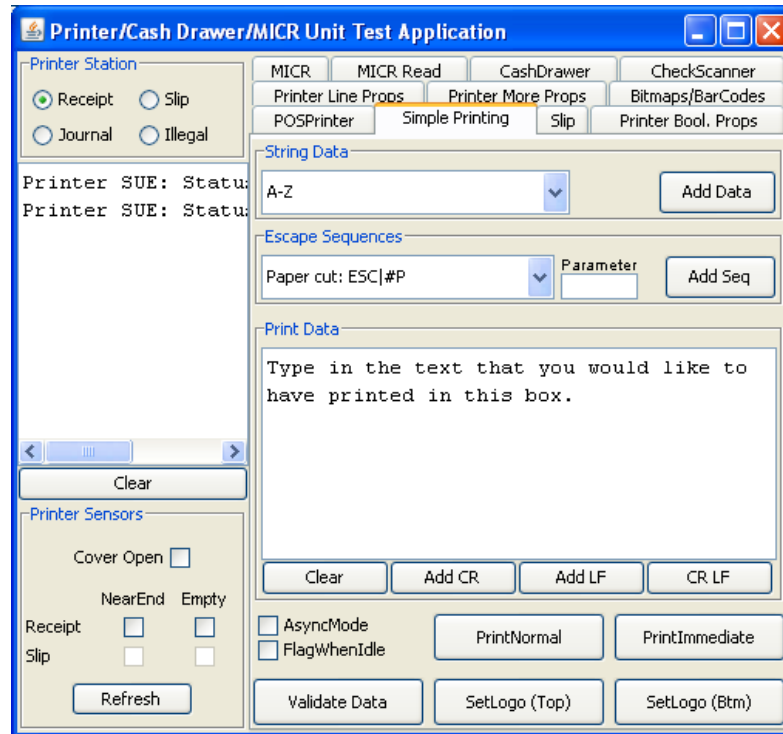 Printer/Cash Drawer/MICR Unit Test Application
Printer Station
Receipt Slip
Journal Illegal
Printer SUE: Status
Printer SUE: Status
Clear
Printer Sensors
Cover Open
NearEnd Empty
Receipt
Slip
Refresh
MICR MICR Read CashDrawer CheckScanner
Printer Line Props Printer More Props Bitmaps/BarCodes
POSPrinter Simple Printing Slip Printer Bool. Props
String Data
A-Z Add Data
Escape Sequences
Paper cut: ESC|#P Parameter Add Seq
Print Data
Type in the text that you would like to
have printed in this box.
Clear Add CR Add LF CR LF
AsyncMode
FlagWhenIdle
PrintNormal PrintImmediate
Validate Data SetLogo (Top) SetLogo (Btm)